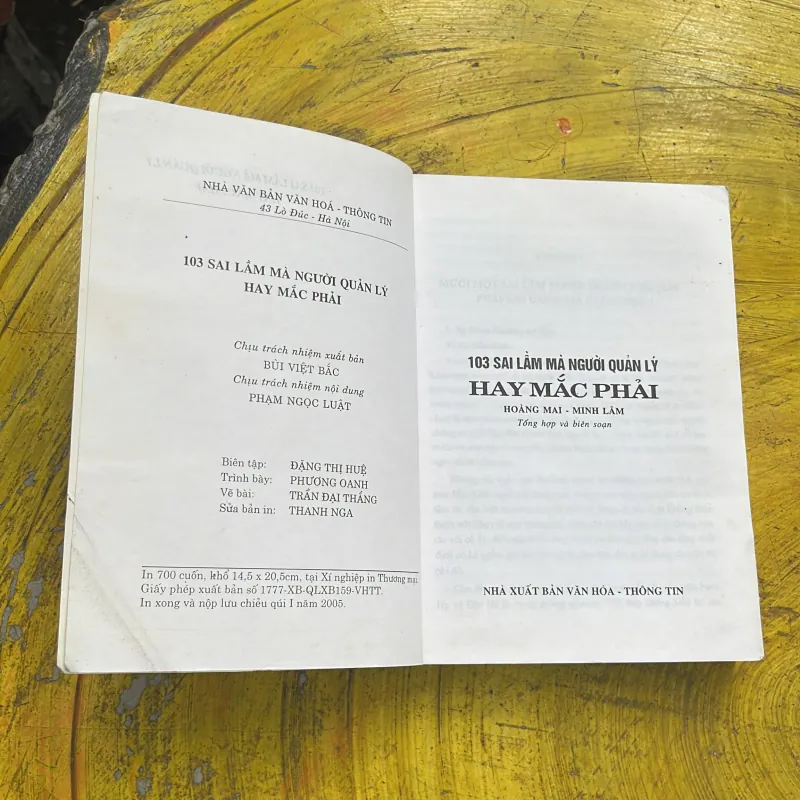 NHÀ VĂN BẢN VĂN HOÁ - THÔNG TIN
43 Lò Đúc - Hà Nội
103 SAI LẦM MÀ NGƯỜI QUẢN LÝ
HAY MẮC PHẢI
Chịu trách nhiệm xuất bản
BÙI VIỆT BẮC
Chịu trách nhiệm nội dung
PHẠM NGỌC LUẬT
Biên tập: ĐẶNG THỊ HUỆ
Trình bày: PHƯƠNG OANH
Vẽ bài: TRẦN ĐẠI THẮNG
Sửa bản in: THANH NGA
In 700 cuốn, khổ 14,5 x 20,5cm, tại Xí nghiệp in Thương mại
Giấy phép xuất bản số 1777-XB-QLXB159-VHTT.
In xong và nộp lưu chiểu qúi I năm 2005.
103 SAI LẦM MÀ NGƯỜI QUẢN LÝ
HAY MẮC PHẢI
HOÀNG MAI - MINH LÂM
Tổng hợp và biên soạn
NHÀ XUẤT BẢN VĂN HÓA - THÔNG TIN